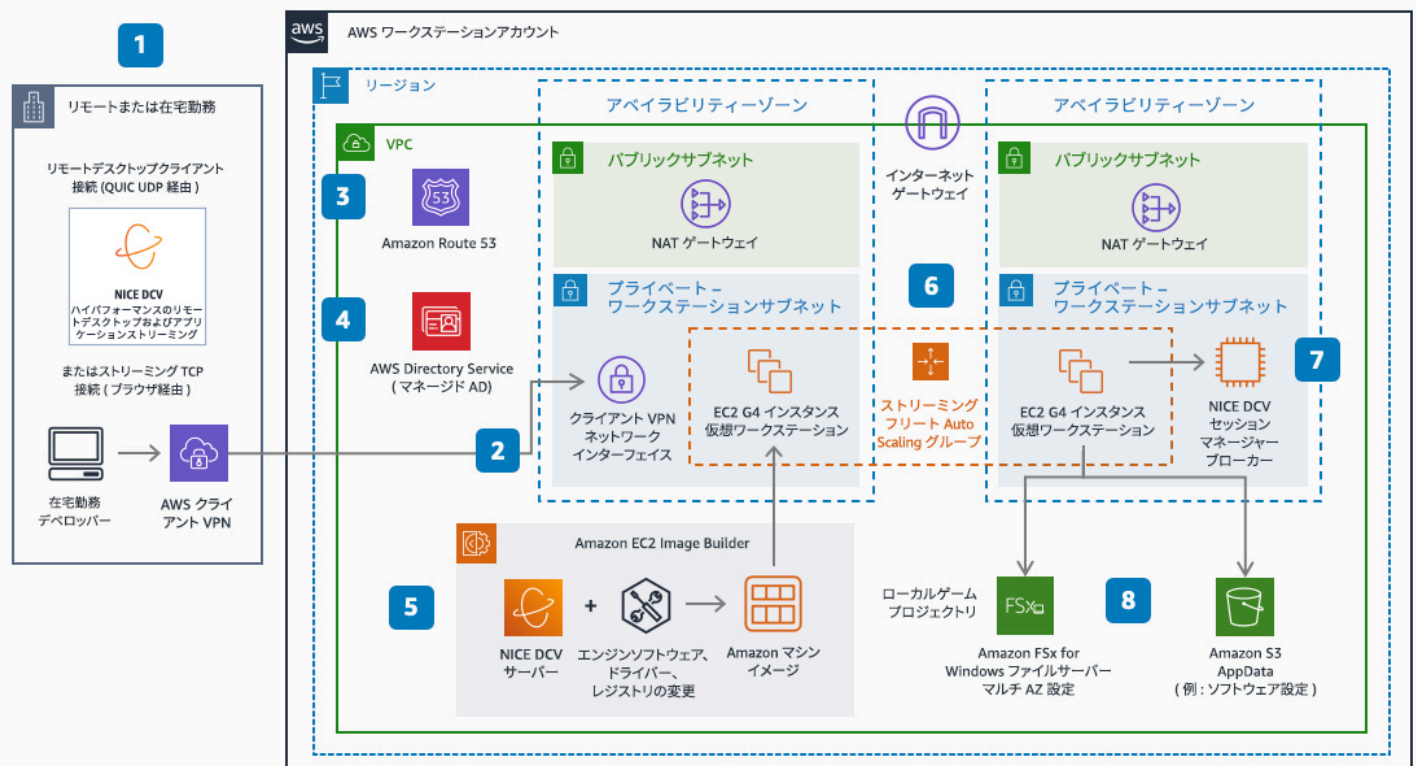 1
aws
AWS ワークステーションアカウント
リモートまたは在宅勤務
リモートデスクトップクライアント
接続 (QUIC UDP 経由 )
NICE DCV
ハイパフォーマンスのリモー
トデスクトップおよびアプリ
ケーションストリーミング
またはストリーミング TCP
接続 ( ブラウザ経由 )
在宅勤務
デベロッパー
AWS クライ
アント VPN
リージョン
VPC
3
53
Amazon Route 53
4
AWS Directory Service
( マネージド AD)
2
アベイラビリティーゾーン
パブリックサブネット
NAT ゲートウェイ
プライベート –
ワークステーションサブネット
クライアント VPN
ネットワーク
インターフェイス
EC2 G4 インスタンス
仮想ワークステーション
インターネット
ゲートウェイ
6
ストリーミング
フリート Auto
Scaling グループ
アベイラビリティーゾーン
パブリックサブネット
NAT ゲートウェイ
プライベート –
ワークステーションサブネット
EC2 G4 インスタンス
仮想ワークステーション
7
NICE DCV
セッション
マネージャー
ブローカー
5
Amazon EC2 Image Builder
NICE DCV
サーバー
+
エンジンソフトウェア、
ドライバー、
レジストリの変更
Amazon マシン
イメージ
ローカルゲーム
プロジェクトリ
FSx
8
Amazon FSx for
Windows ファイルサーバー
マルチ AZ 設定
Amazon S3
AppData
( 例 : ソフトウェア設定 )